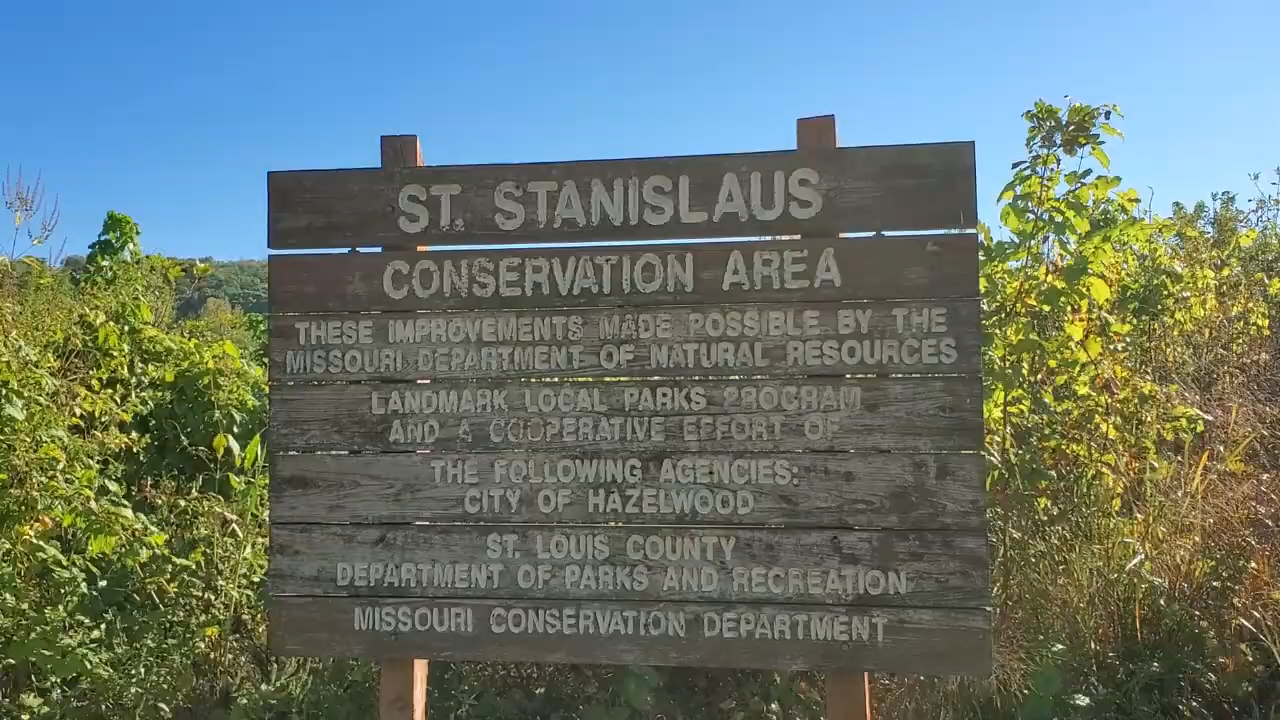 ST. STANISLAUS
CONSERVATION AREA
THESE IMPROVEMENTS MADE POSSIBLE BY THE
MISSOURI DEPARTMENT OF NATURAL RESOURCES
LANDMARK LOCAL PARKS PROGRAM
AND A COOPERATIVE EFFORT OF
THE FOLLOWING AGENCIES:
CITY OF HAZELWOOD
ST. LOUIS COUNTY
DEPARTMENT OF PARKS AND RECREATION
MISSOURI CONSERVATION DEPARTMENT